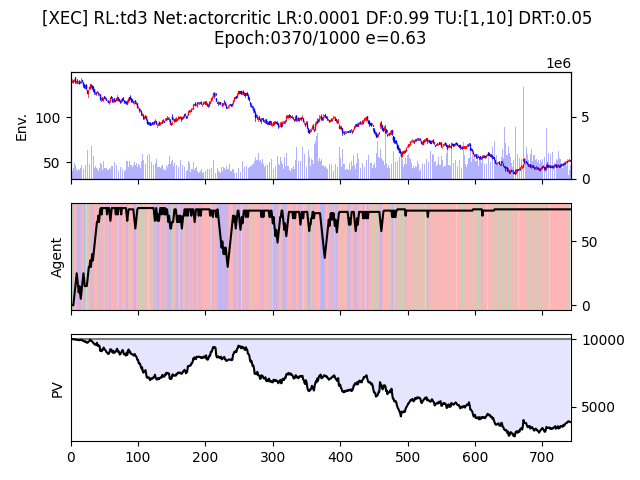 [XEC] RL:td3 Net:actorcritic LR:0.0001 DF:0.99 TU:[1,10] DRT:0.05
Epoch:0370/1000 e=0.63
1e6
Env.
100
50
5
0
Agent
50
0
PV
10000
5000
0 100 200 300 400 500 600 700